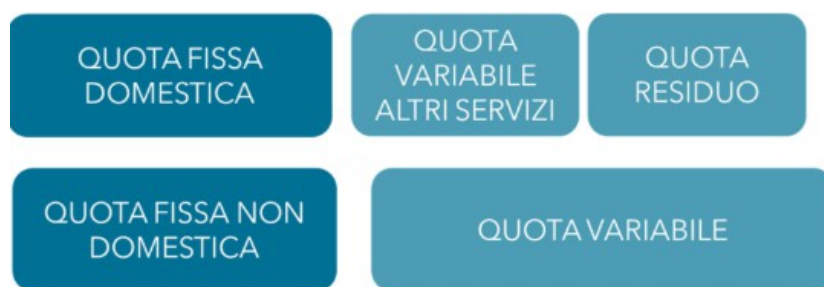 QUOTA FISSA
DOMESTICA
QUOTA
VARIABILE
ALTRI SERVIZI
QUOTA
RESIDUO
QUOTA FISSA NON
DOMESTICA
QUOTA VARIABILE